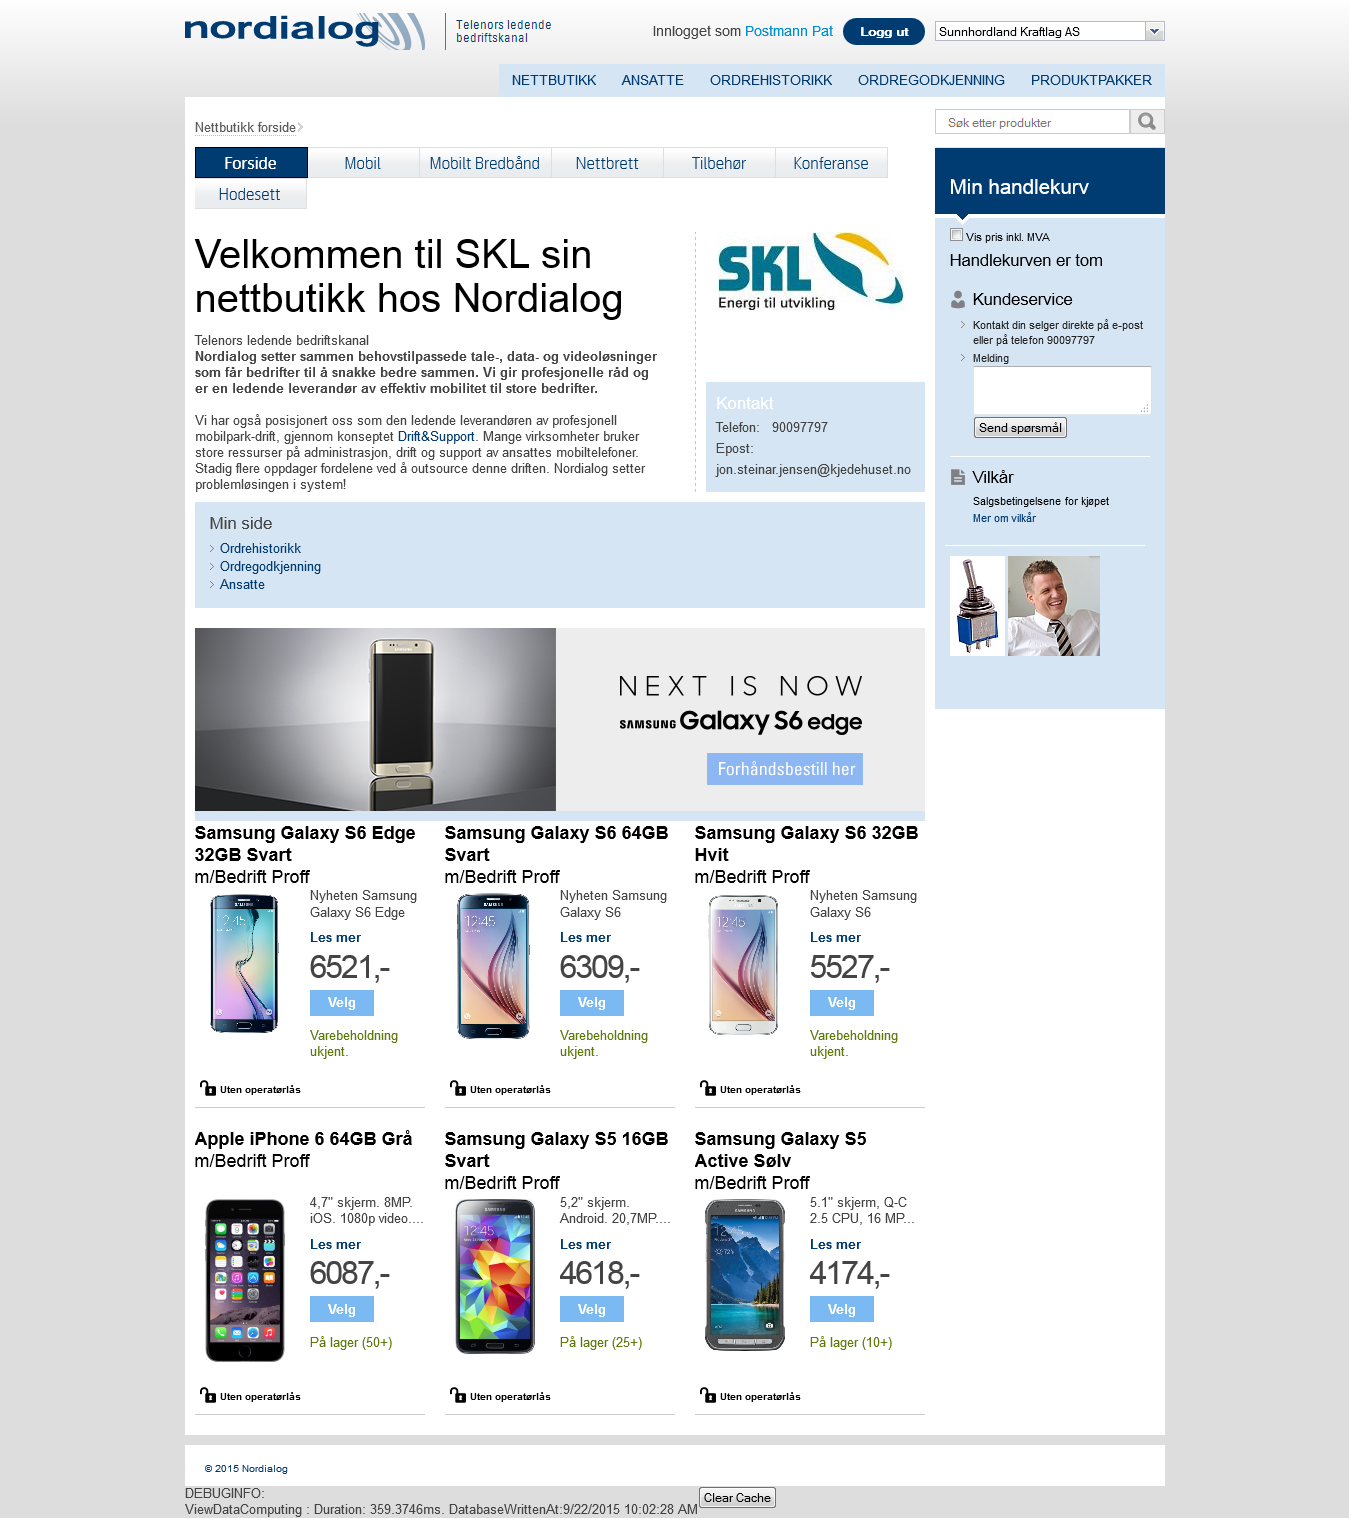 nordialog
Telenors ledende
bedriftskanal
Innlogget som Postmann Pat
Logg ut
Sunnhordland Kraftlag AS
NETTBUTIKK ANSATTE ORDREHISTORIKK ORDREGODKJENNING PRODUKTPAKKER
Nettbutikk forside
Søk etter produkter
Forside Mobil Mobilt Bredbånd Nettbrett Tilbehør Konferanse
Hodesett
Velkommen til SKL sin
nettbutikk hos Nordialog
Telenors ledende bedriftskanal
Nordialog setter sammen behovstilpassede tale-, data- og videoløsninger
som får bedrifter til å snakke bedre sammen. Vi gir profesjonelle råd og
er en ledende leverandør av effektiv mobilitet til store bedrifter.
Vi har også posisjonert oss som den ledende leverandøren av profesjonell
mobilpark-drift, gjennom konseptet Drift&Support. Mange virksomheter bruker
store ressurser på administrasjon, drift og support av ansattes mobiltelefoner.
Stadig flere oppdager fordelene ved å outsource denne driften. Nordialog setter
problemløsingen i system!
SKL
Energi til utvikling
Kontakt
Telefon: 90097797
Epost:
jon.steinar.jensen@kjedehuset.no
Min side
Ordrehistorikk
Ordregodkjenning
Ansatte
Min handlekurv
Vis pris inkl. MVA
Handlekurven er tom
Kundeservice
Kontakt din selger direkte på e-post
eller på telefon 90097797
Melding
Send spørsmål
Vilkår
Salgsbetingelsene for kjøpet
Mer om vilkår
NEXT IS NOW
SAMSUNG Galaxy S6 edge
Forhåndsbestill her
Samsung Galaxy S6 Edge
32GB Svart
m/Bedrift Proff
Nyheten Samsung
Galaxy S6 Edge
Les mer
6521,-
Velg
Varebeholdning
ukjent.
Uten operatørlås
Samsung Galaxy S6 64GB
Svart
m/Bedrift Proff
Nyheten Samsung
Galaxy S6
Les mer
6309,-
Velg
Varebeholdning
ukjent.
Uten operatørlås
Samsung Galaxy S6 32GB
Hvit
m/Bedrift Proff
Nyheten Samsung
Galaxy S6
Les mer
5527,-
Velg
Varebeholdning
ukjent.
Uten operatørlås
Apple iPhone 6 64GB Grå
m/Bedrift Proff
4,7" skjerm. 8MP.
iOS. 1080p video....
Les mer
6087,-
Velg
På lager (50+)
Uten operatørlås
Samsung Galaxy S5 16GB
Svart
m/Bedrift Proff
5,2" skjerm.
Android. 20,7MP....
Les mer
4618,-
Velg
På lager (25+)
Uten operatørlås
Samsung Galaxy S5
Active Sølv
m/Bedrift Proff
5.1" skjerm, Q-C
2.5 CPU, 16 MP...
Les mer
4174,-
Velg
På lager (10+)
Uten operatørlås
© 2015 Nordialog
DEBUGINFO:
ViewDataComputing : Duration: 359.3746ms. DatabaseWrittenAt:9/22/2015 10:02:28 AM
Clear Cache